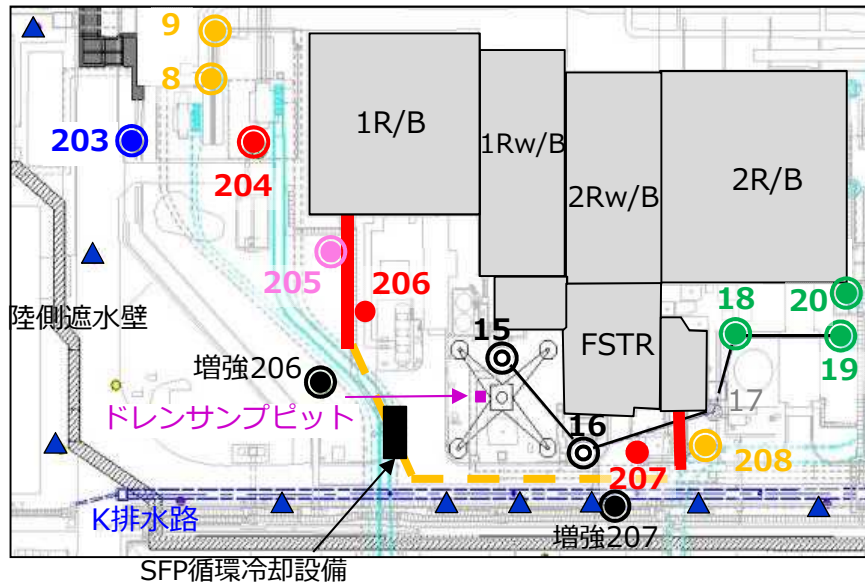 9
8
203
204
1R/B
1Rw/B
2Rw/B
2R/B
205
206
陸側遮水壁
増強206
15
FSTR
18
20
19
ドレンサンプピット
17
16
207
208
K排水路
増強207
SFP循環冷却設備